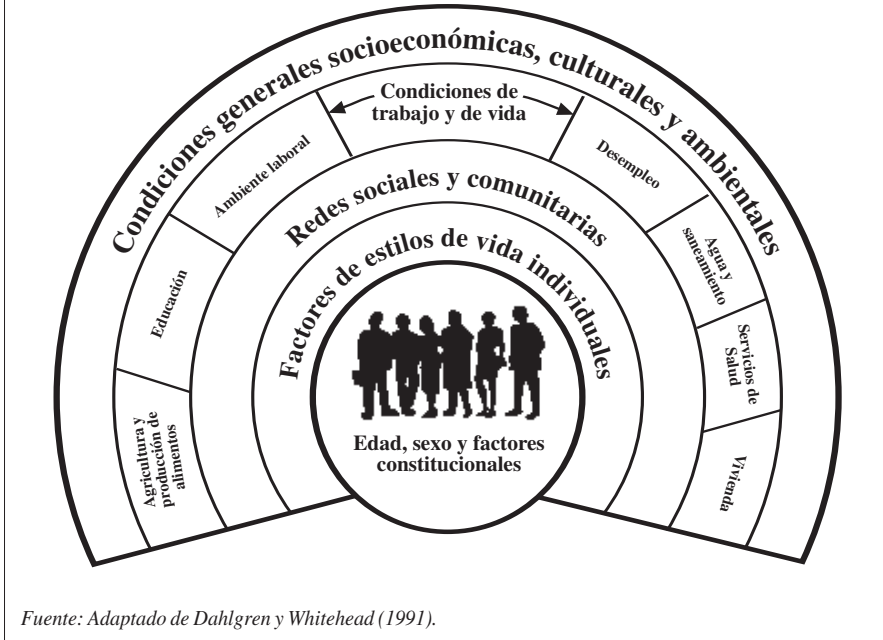 Condiciones generales socioeconómicas, culturales y ambientales
Condiciones de
trabajo y de vida
Agricultura y
producción de
alimentos
Educación
Ambiente laboral
Desempleo
Agua y
saneamiento
Servicios de
Salud
Vivienda
Redes sociales y comunitarias
Factores de estilos de vida individuales
Edad, sexo y factores
constitucionales
Fuente: Adaptado de Dahlgren y Whitehead (1991).